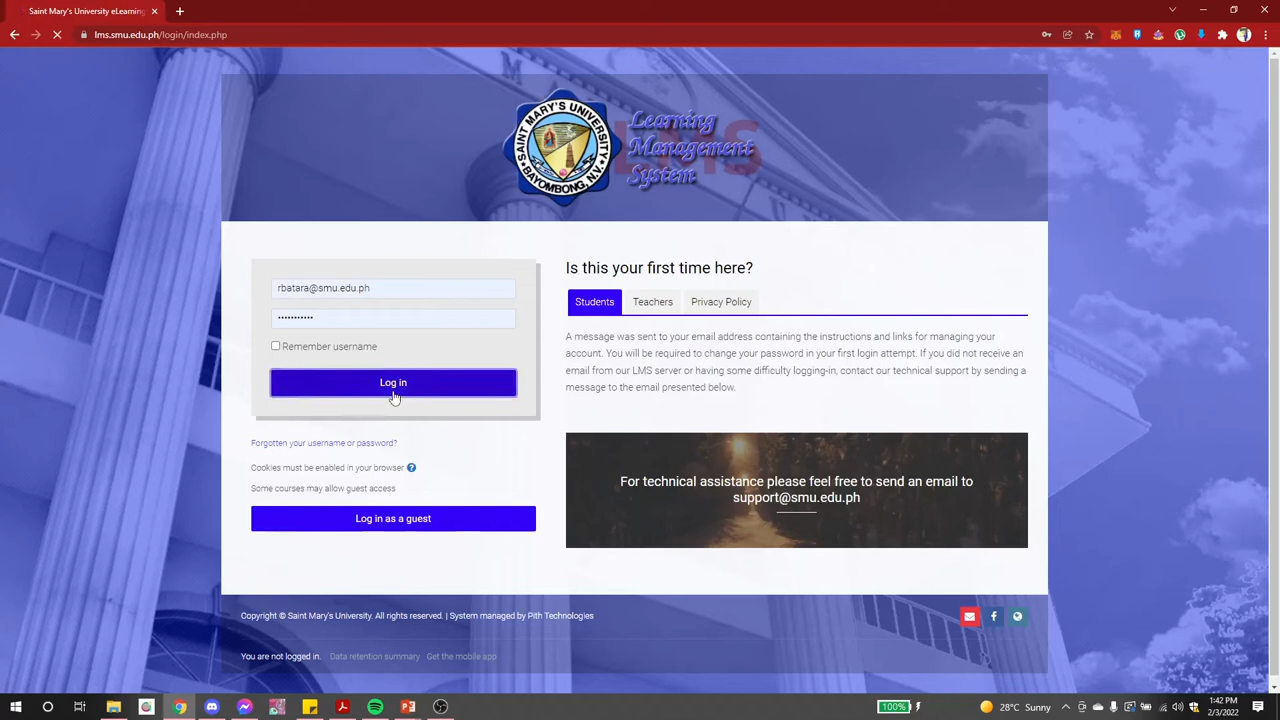 Saint Mary's University eLearning
lms.smu.edu.ph/login/index.php
SAINT MARY'S UNIVERSITY
BAYOMBONG, N.V.
LMS
Learning
Management
System
rbatara@smu.edu.ph
•••••••••••
Remember username
Log in
Forgotten your username or password?
Cookies must be enabled in your browser
Some courses may allow guest access
Log in as a guest
Is this your first time here?
Students Teachers Privacy Policy
A message was sent to your email address containing the instructions and links for managing your
account. You will be required to change your password in your first login attempt. If you did not receive an
email from our LMS server or having some difficulty logging-in, contact our technical support by sending a
message to the email presented below.
For technical assistance please feel free to send an email to
support@smu.edu.ph
Copyright © Saint Mary's University. All rights reserved. | System managed by Pith Technologies
You are not logged in. Data retention summary Get the mobile app
100% 28°C Sunny 1:42 PM
2/3/2022